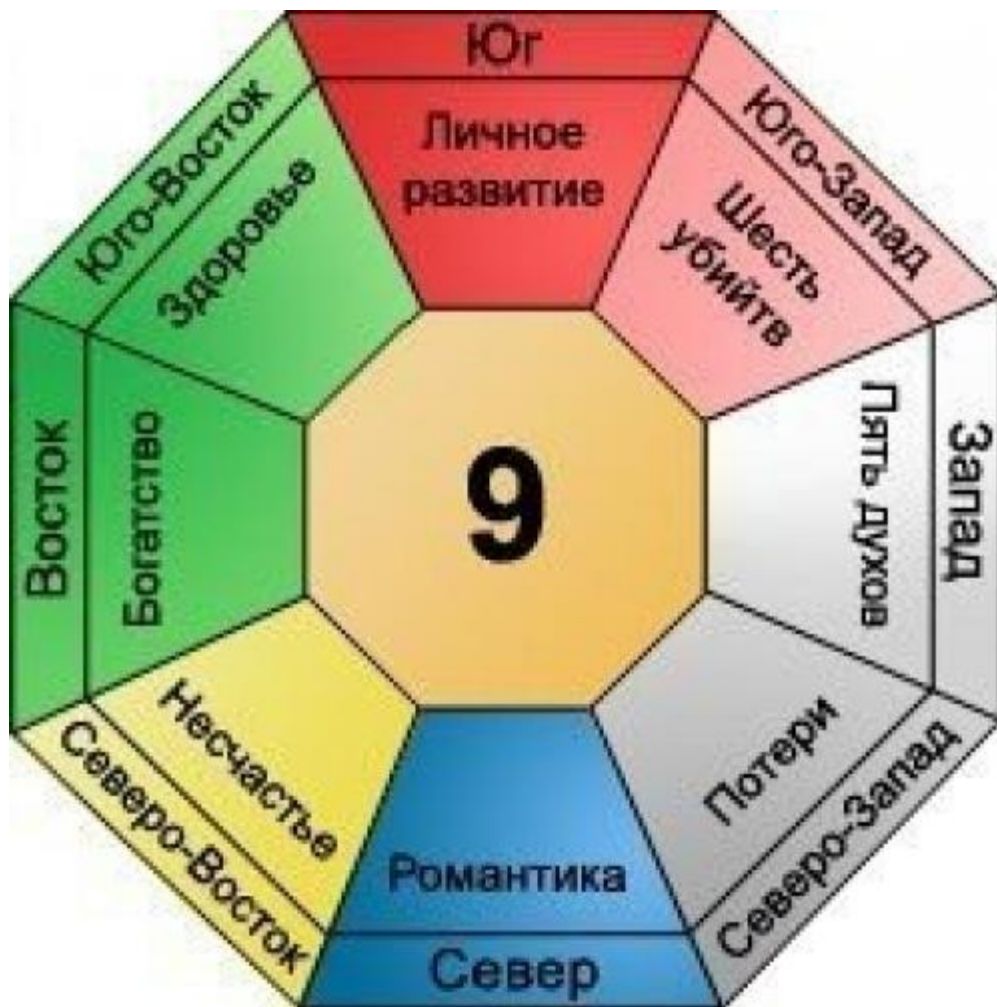 Юг
Личное
развитие
Юго-Запад
Шесть
убийтв
Запад
Пять духов
Северо-Запад
Потери
Север
Романтика
Северо-Восток
Несчастье
Восток
Богатство
Юго-Восток
Здоровье
9